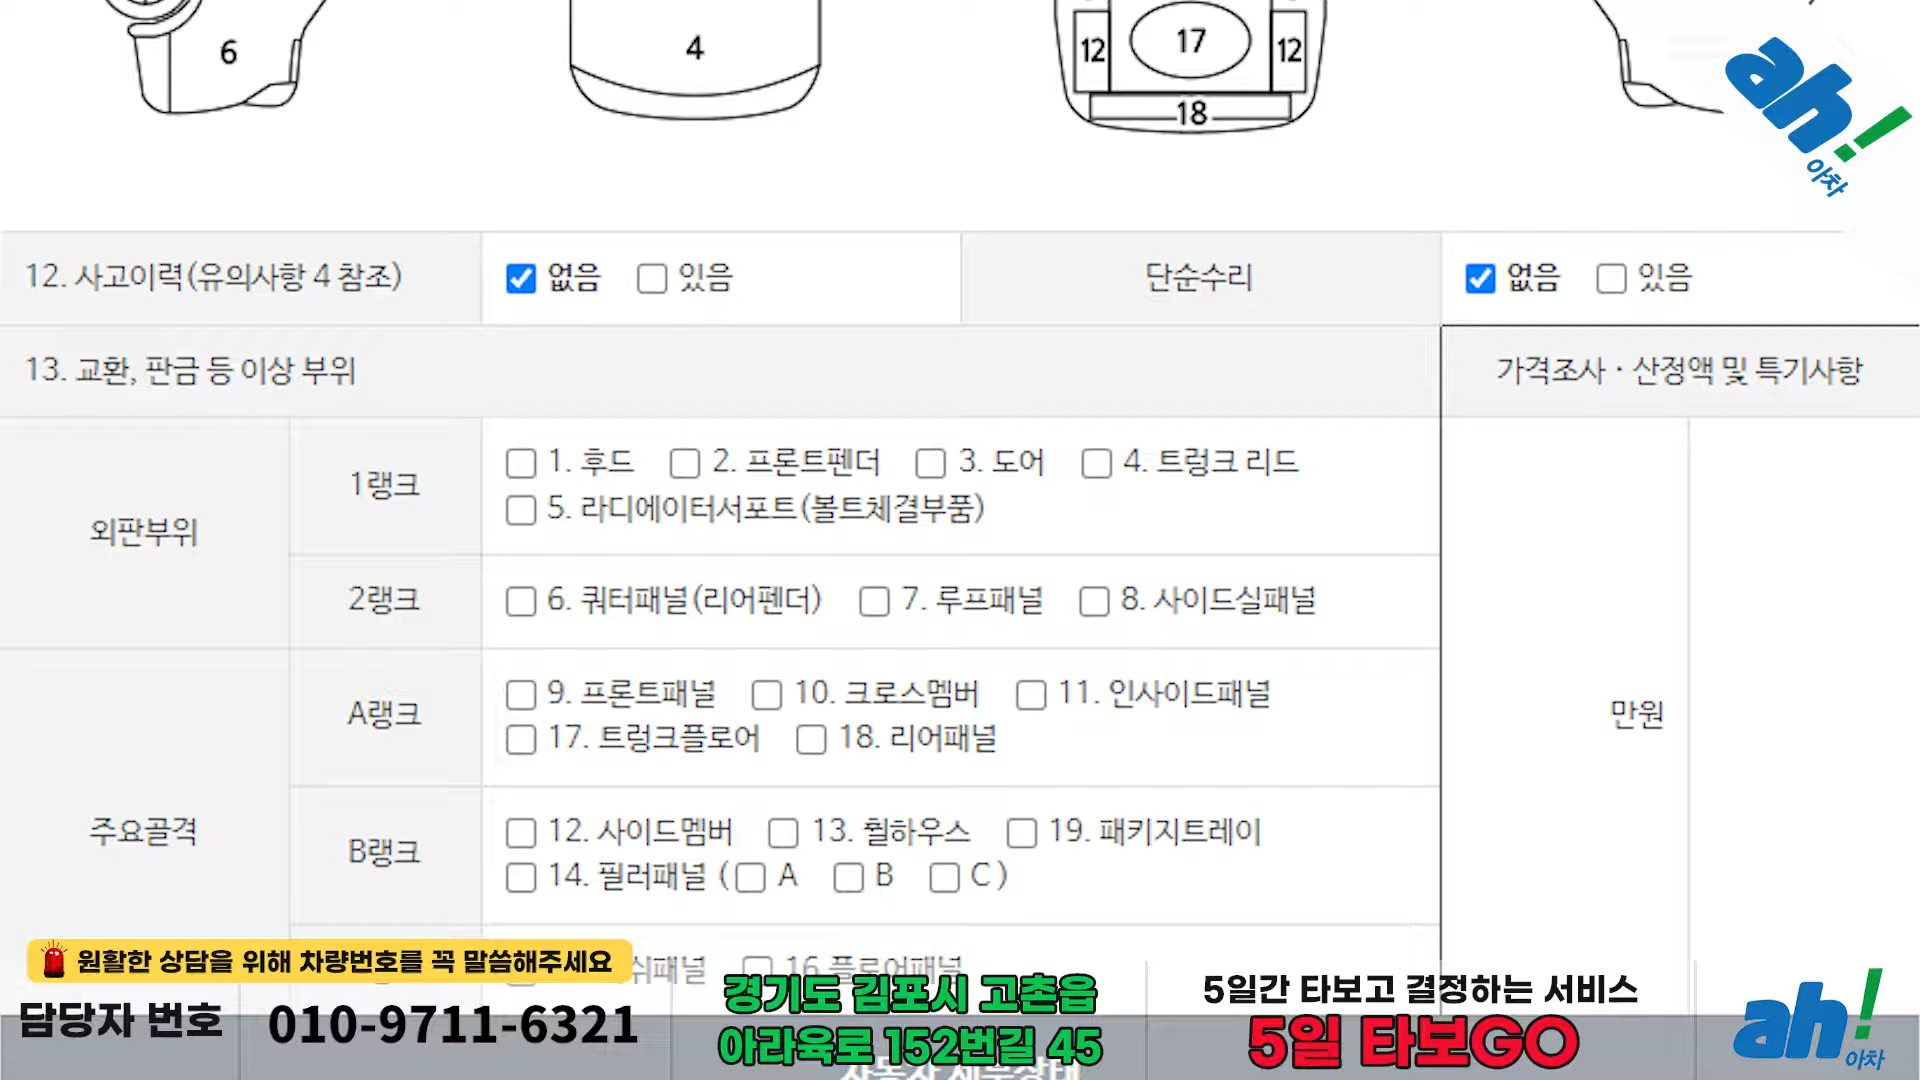 6
4
12
17
12
18
ah!
아차
12. 사고이력(유의사항 4 참조)
없음
있음
단순수리
없음
있음
13. 교환, 판금 등 이상 부위
가격조사 · 산정액 및 특기사항
외판부위
1랭크
1. 후드
2. 프론트펜더
3. 도어
4. 트렁크 리드
5. 라디에이터서포트(볼트체결부품)
2랭크
6. 쿼터패널(리어펜더)
7. 루프패널
8. 사이드실패널
주요골격
A랭크
9. 프론트패널
10. 크로스멤버
11. 인사이드패널
17. 트렁크플로어
18. 리어패널
만원
B랭크
12. 사이드멤버
13. 휠하우스
19. 패키지트레이
14. 필러패널 (
A
B
C )
16 플로어패널
원활한 상담을 위해 차량번호를 꼭 말씀해주세요
담당자 번호
010-9711-6321
경기도 김포시 고촌읍
아라육로 152번길 45
5일간 타보고 결정하는 서비스
5일 타보GO
ah!
아차